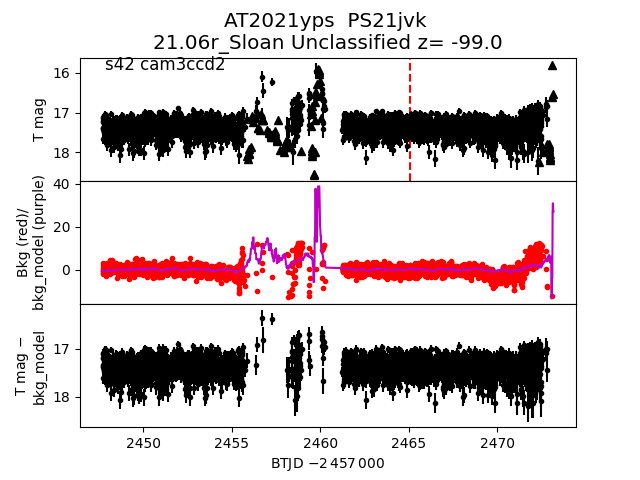 AT2021yps  PS21jvk
21.06r_Sloan Unclassified z= -99.0
s42 cam3ccd2
T mag
16
17
18
Bkg (red)/
bkg_model (purple)
40
20
0
T mag −
bkg_model
17
18
2450
2455
2460
2465
2470
BTJD −2 457 000